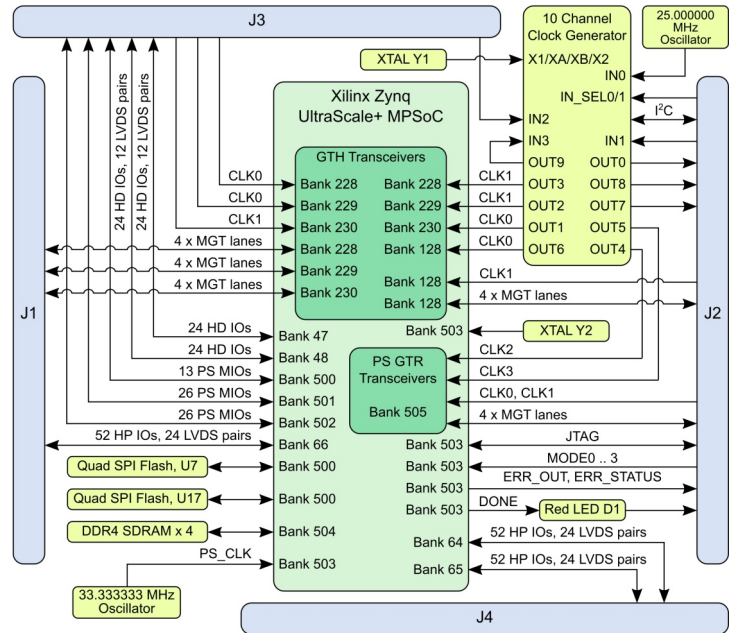 J3
10 Channel
Clock Generator
25.000000
MHz
Oscillator
XTAL Y1
X1/XA/XB/X2
IN0
IN_SEL0/1
I²C
IN2
IN1
IN3
OUT9
OUT0
OUT3
OUT8
OUT2
OUT7
OUT1
OUT5
OUT6
OUT4
Xilinx Zynq
UltraScale+ MPSoC
GTH Transceivers
24 HD IOs, 12 LVDS pairs
24 HD IOs, 12 LVDS pairs
CLK0
Bank 228
Bank 228
CLK1
CLK0
Bank 229
Bank 229
CLK1
CLK1
Bank 230
Bank 230
CLK0
4 x MGT lanes
Bank 228
Bank 128
CLK0
4 x MGT lanes
Bank 229
Bank 128
CLK1
4 x MGT lanes
Bank 230
Bank 128
4 x MGT lanes
J1
J2
24 HD IOs
Bank 47
Bank 503
XTAL Y2
24 HD IOs
Bank 48
CLK2
13 PS MIOs
Bank 500
PS GTR
Transceivers
CLK3
26 PS MIOs
Bank 501
CLK0, CLK1
26 PS MIOs
Bank 502
Bank 505
4 x MGT lanes
52 HP IOs, 24 LVDS pairs
Bank 66
Bank 503
JTAG
Quad SPI Flash, U7
Bank 500
Bank 503
MODE0 .. 3
Bank 503
ERR_OUT, ERR_STATUS
Quad SPI Flash, U17
Bank 500
Bank 503
DONE
Red LED D1
DDR4 SDRAM x 4
Bank 504
Bank 64
52 HP IOs, 24 LVDS pairs
PS_CLK
Bank 503
Bank 65
52 HP IOs, 24 LVDS pairs
33.333333 MHz
Oscillator
J4